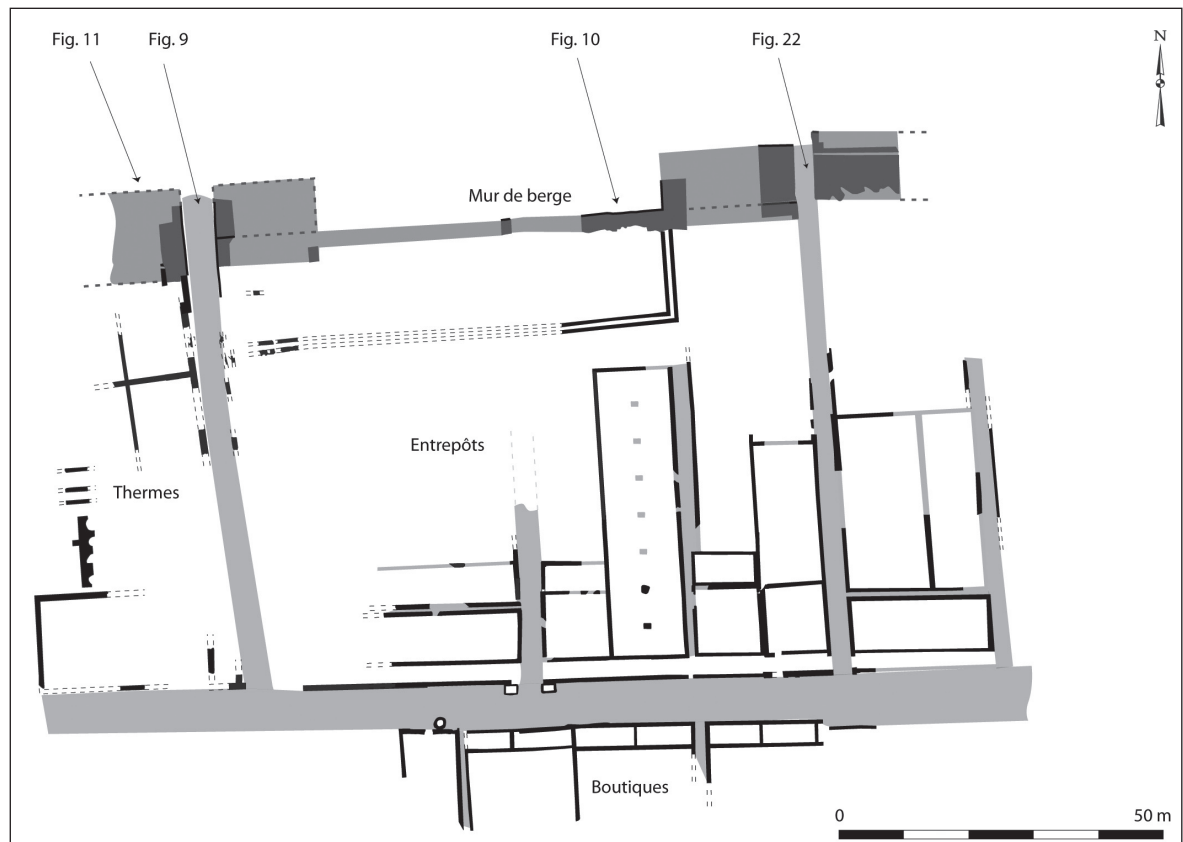 Fig. 11 Fig. 9 Fig. 10 Fig. 22
N
Mur de berge
Entrepôts
Thermes
Boutiques
0 50 m